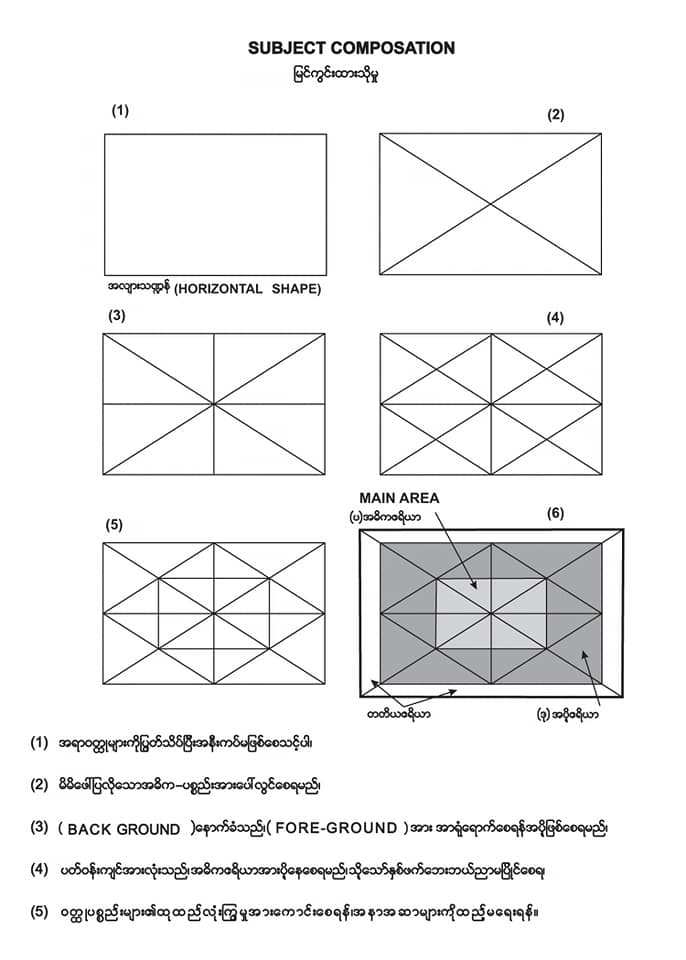 SUBJECT COMPOSATION
မြင်ကွင်းထားသိုမှု
(1)
(2)
အလျားသဏ္ဍန် (HORIZONTAL SHAPE)
(3)
(4)
MAIN AREA
(ပ)အဓိကဧရိယာ
(5)
(6)
တတိယဧရိယာ
(ဒု) အပိုဧရိယာ
(1) အရာဝတ္ထုများကိုပြွတ်သိပ်ပြီးအနီးကပ်မဖြစ်စေသင့်ပါ၊
(2) မိမိဖေါ်ပြလိုသောအဓိက–ပစ္စည်းအားပေါ်လွင်စေရမည်၊
(3) ( BACK GROUND )နောက်ခံသည်၊( FORE-GROUND )အား အာရုံရောက်စေရန်အပိုဖြစ်စေရမည်၊
(4) ပတ်ဝန်းကျင်အားလုံးသည်၊အဓိကဧရိယာအားပိုနေစေရမည်၊သို့သော်နှစ်ဖက်ဘေးဘယ်ညာမပြိုင်စေရ၊
(5) ဝတ္ထုပစ္စည်းများ၏ထုထည်လုံးကြွမှုအားကောင်းစေရန်၊အနာအဆာများကိုထည့်မရေးရန်။